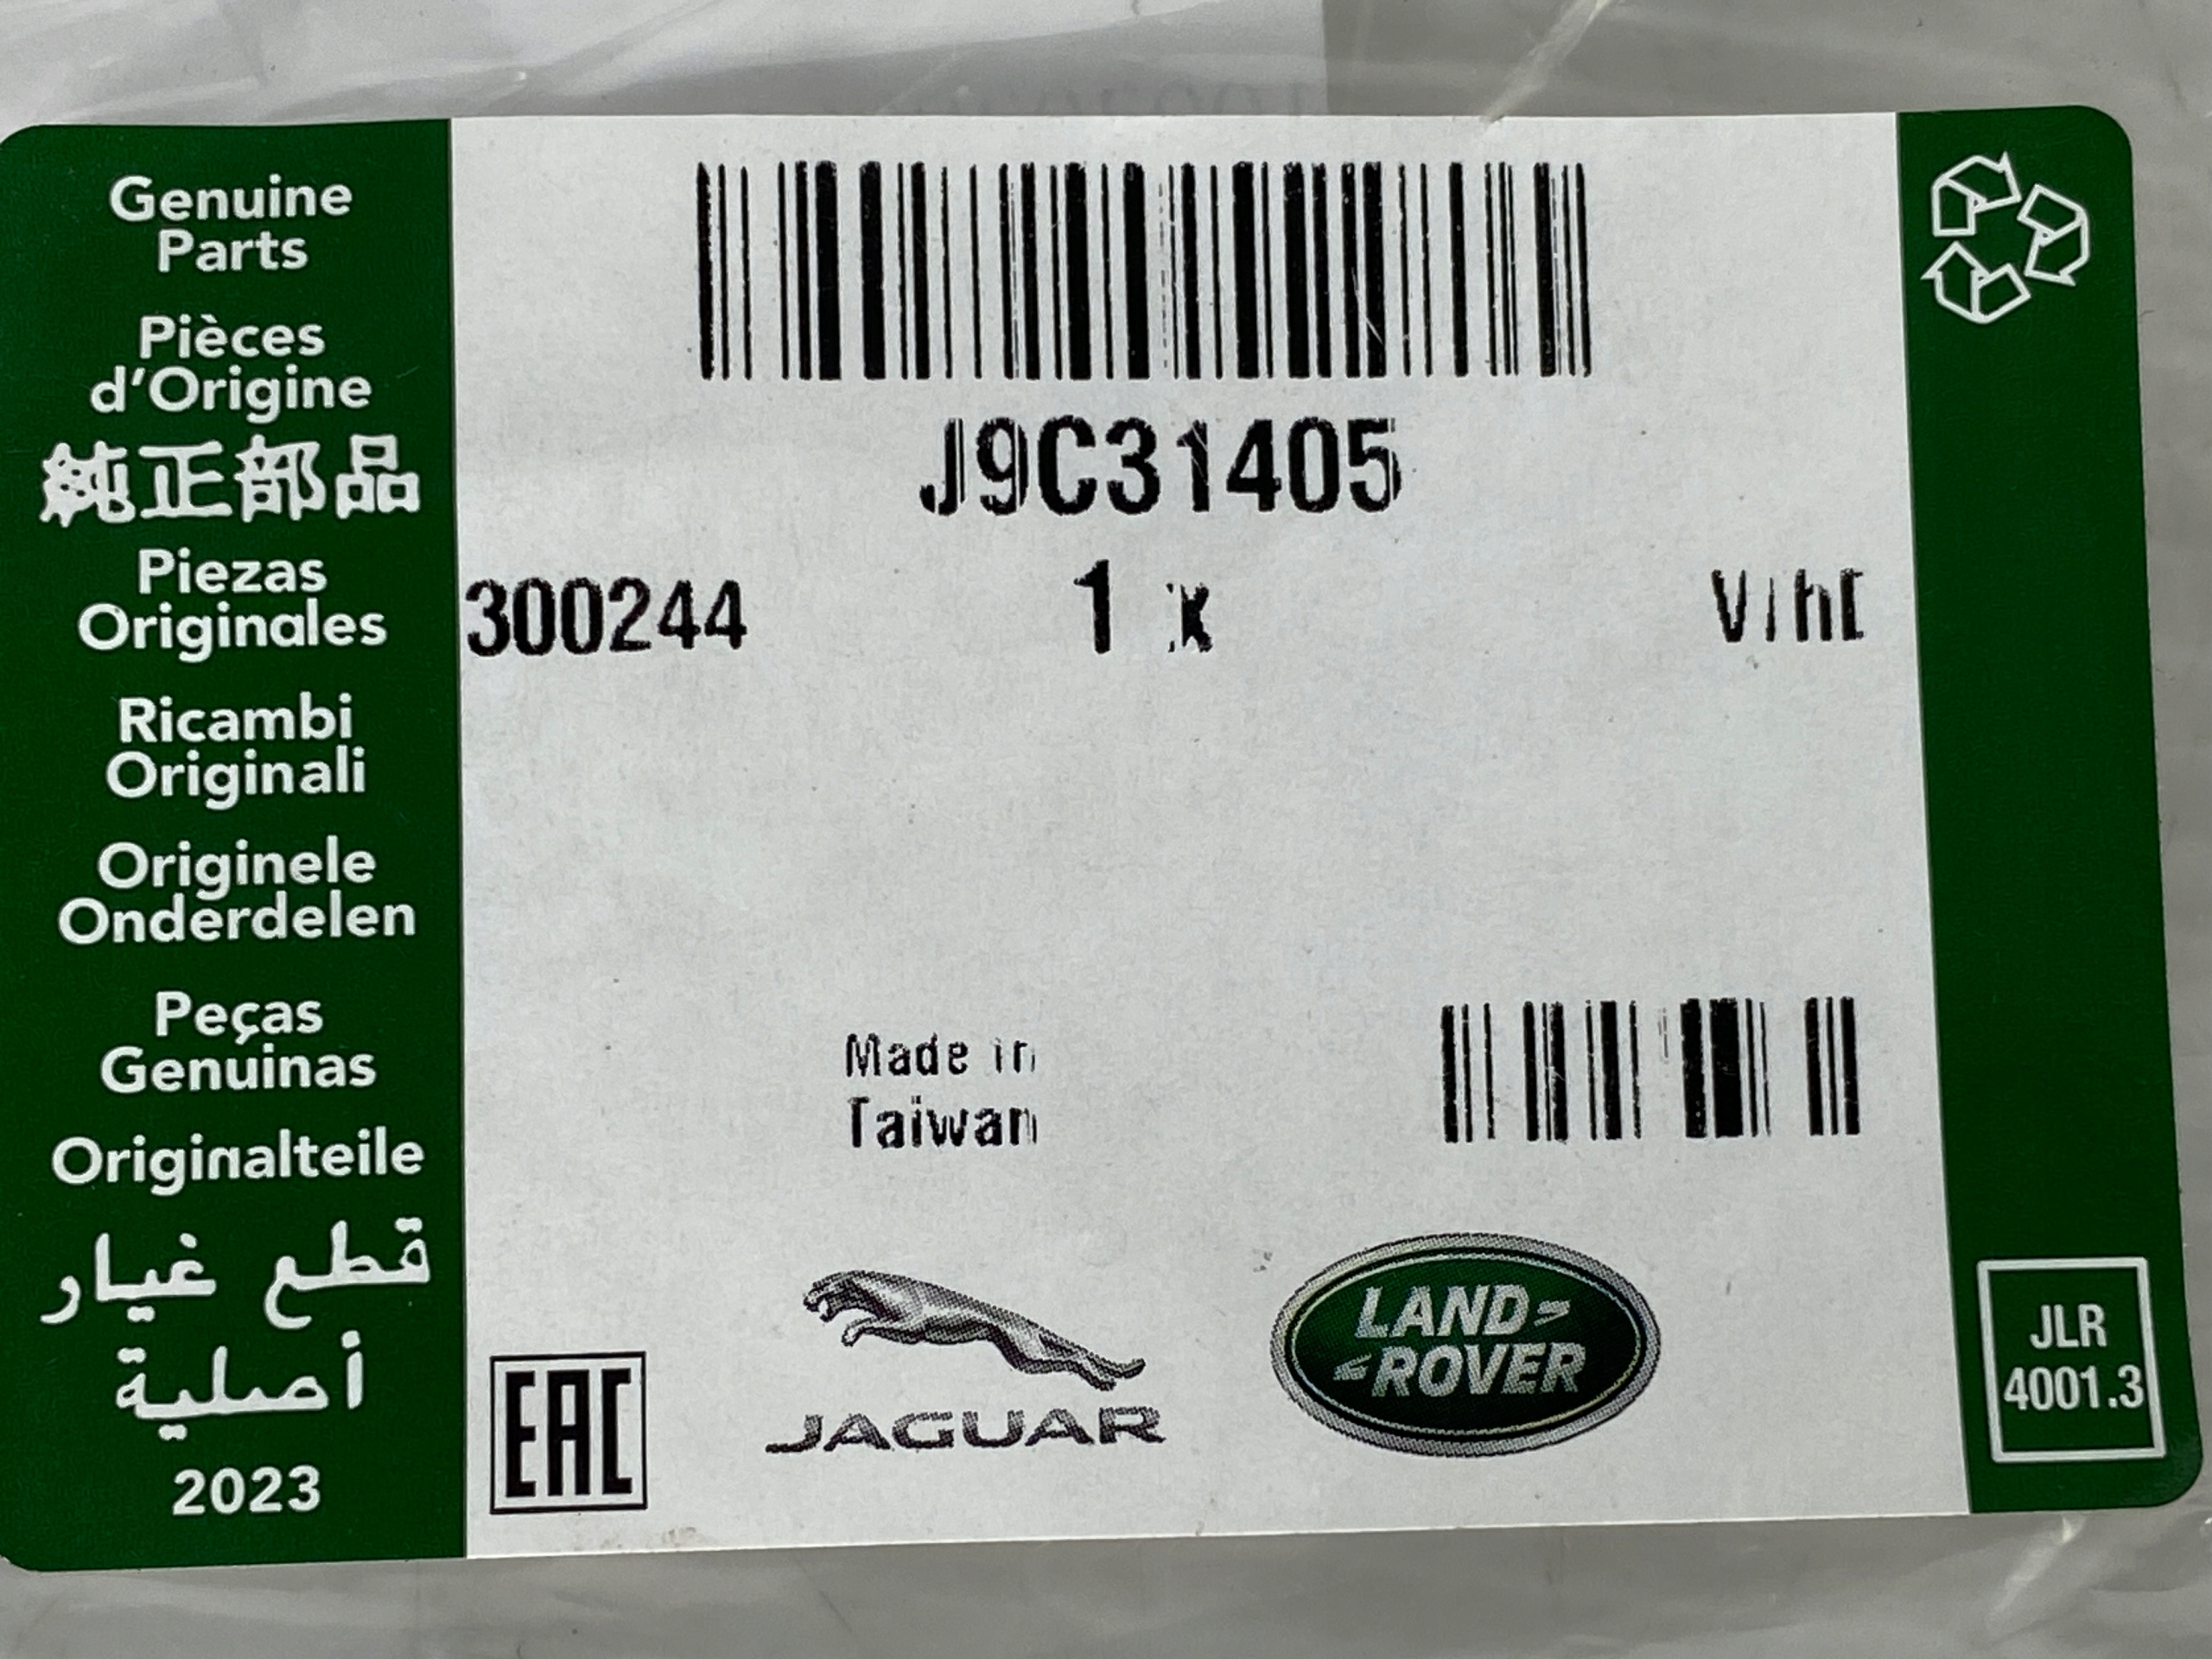 Genuine
Parts
Pièces
d'Origine
純正部品
Piezas
Originales
Ricambi
Originali
Originele
Onderdelen
Peças
Genuinas
Originalteile
قطع غيار
أصلية
2023
J9C31405
300244
1 x
Made in
Taiwan
EAC
JAGUAR
LAND
ROVER
JLR
4001.3